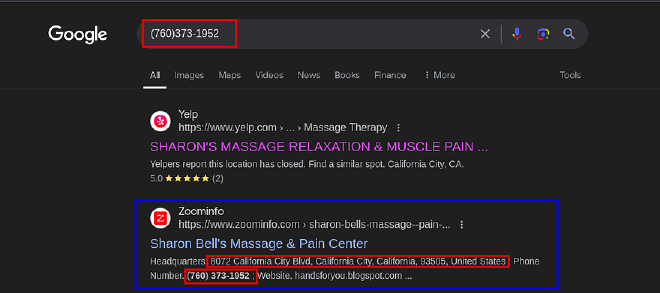 Google (760)373-1952
All Images Maps Videos News Books Finance More Tools
Yelp
https://www.yelp.com › ... › Massage Therapy
SHARON'S MASSAGE RELAXATION & MUSCLE PAIN ...
Yelpers report this location has closed. Find a similar spot. California City, CA.
5.0 ★★★★★ (2)
Zoominfo
https://www.zoominfo.com › sharon-bells-massage--pain-...
Sharon Bell's Massage & Pain Center
Headquarters. 8072 California City Blvd, California City, California, 93505, United States Phone
Number. (760) 373-1952 ; Website. handsforyou.blogspot.com ...